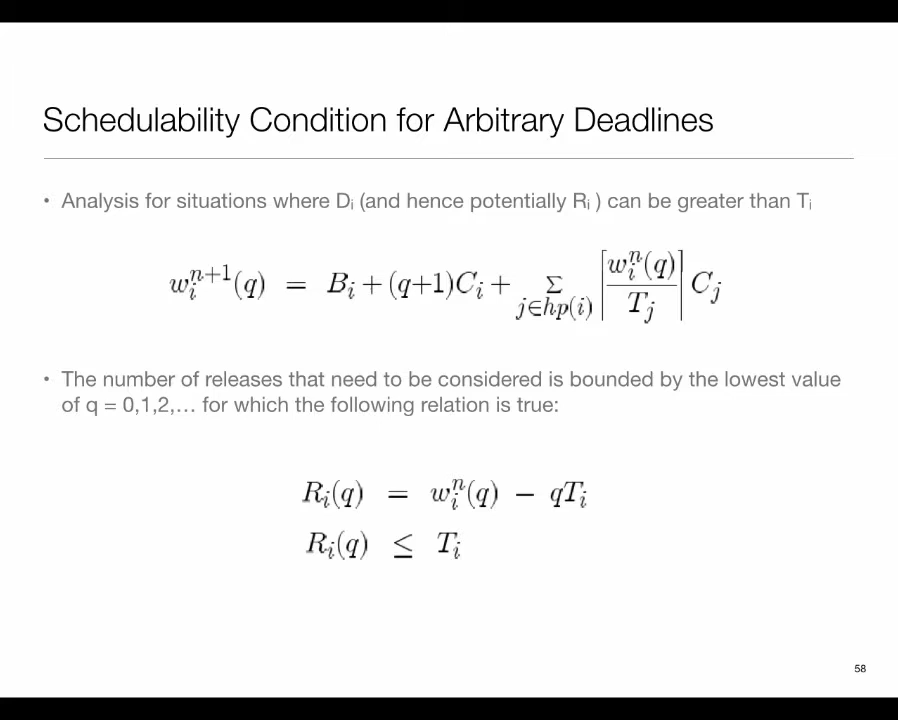 Schedulability Condition for Arbitrary Deadlines
• Analysis for situations where Dᵢ (and hence potentially Rᵢ ) can be greater than Tᵢ
wᵢⁿ⁺¹(q) = Bᵢ + (q+1)Cᵢ + Σ_{j∈hp(i)} ⌈wᵢⁿ(q) / Tⱼ⌉ Cⱼ
• The number of releases that need to be considered is bounded by the lowest value
of q = 0,1,2,… for which the following relation is true:
Rᵢ(q) = wᵢⁿ(q) − qTᵢ
Rᵢ(q) ≤ Tᵢ
58